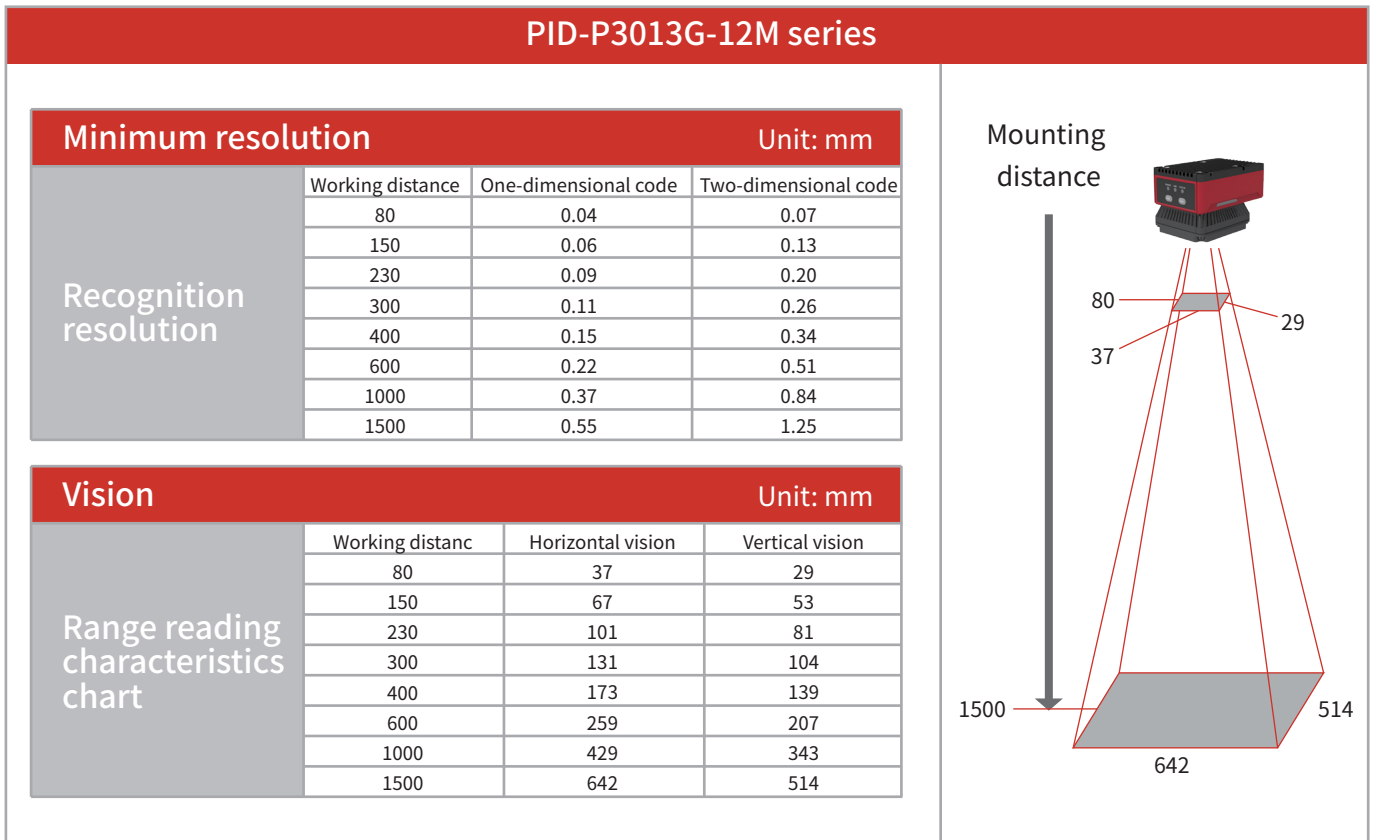 PID-P3013G-12M series
Minimum resolution Unit: mm
Recognition
resolution
Working distance One-dimensional code Two-dimensional code
80 0.04 0.07
150 0.06 0.13
230 0.09 0.20
300 0.11 0.26
400 0.15 0.34
600 0.22 0.51
1000 0.37 0.84
1500 0.55 1.25
Vision Unit: mm
Range reading
characteristics
chart
Working distanc Horizontal vision Vertical vision
80 37 29
150 67 53
230 101 81
300 131 104
400 173 139
600 259 207
1000 429 343
1500 642 514
Mounting
distance
80
29
37
1500
514
642